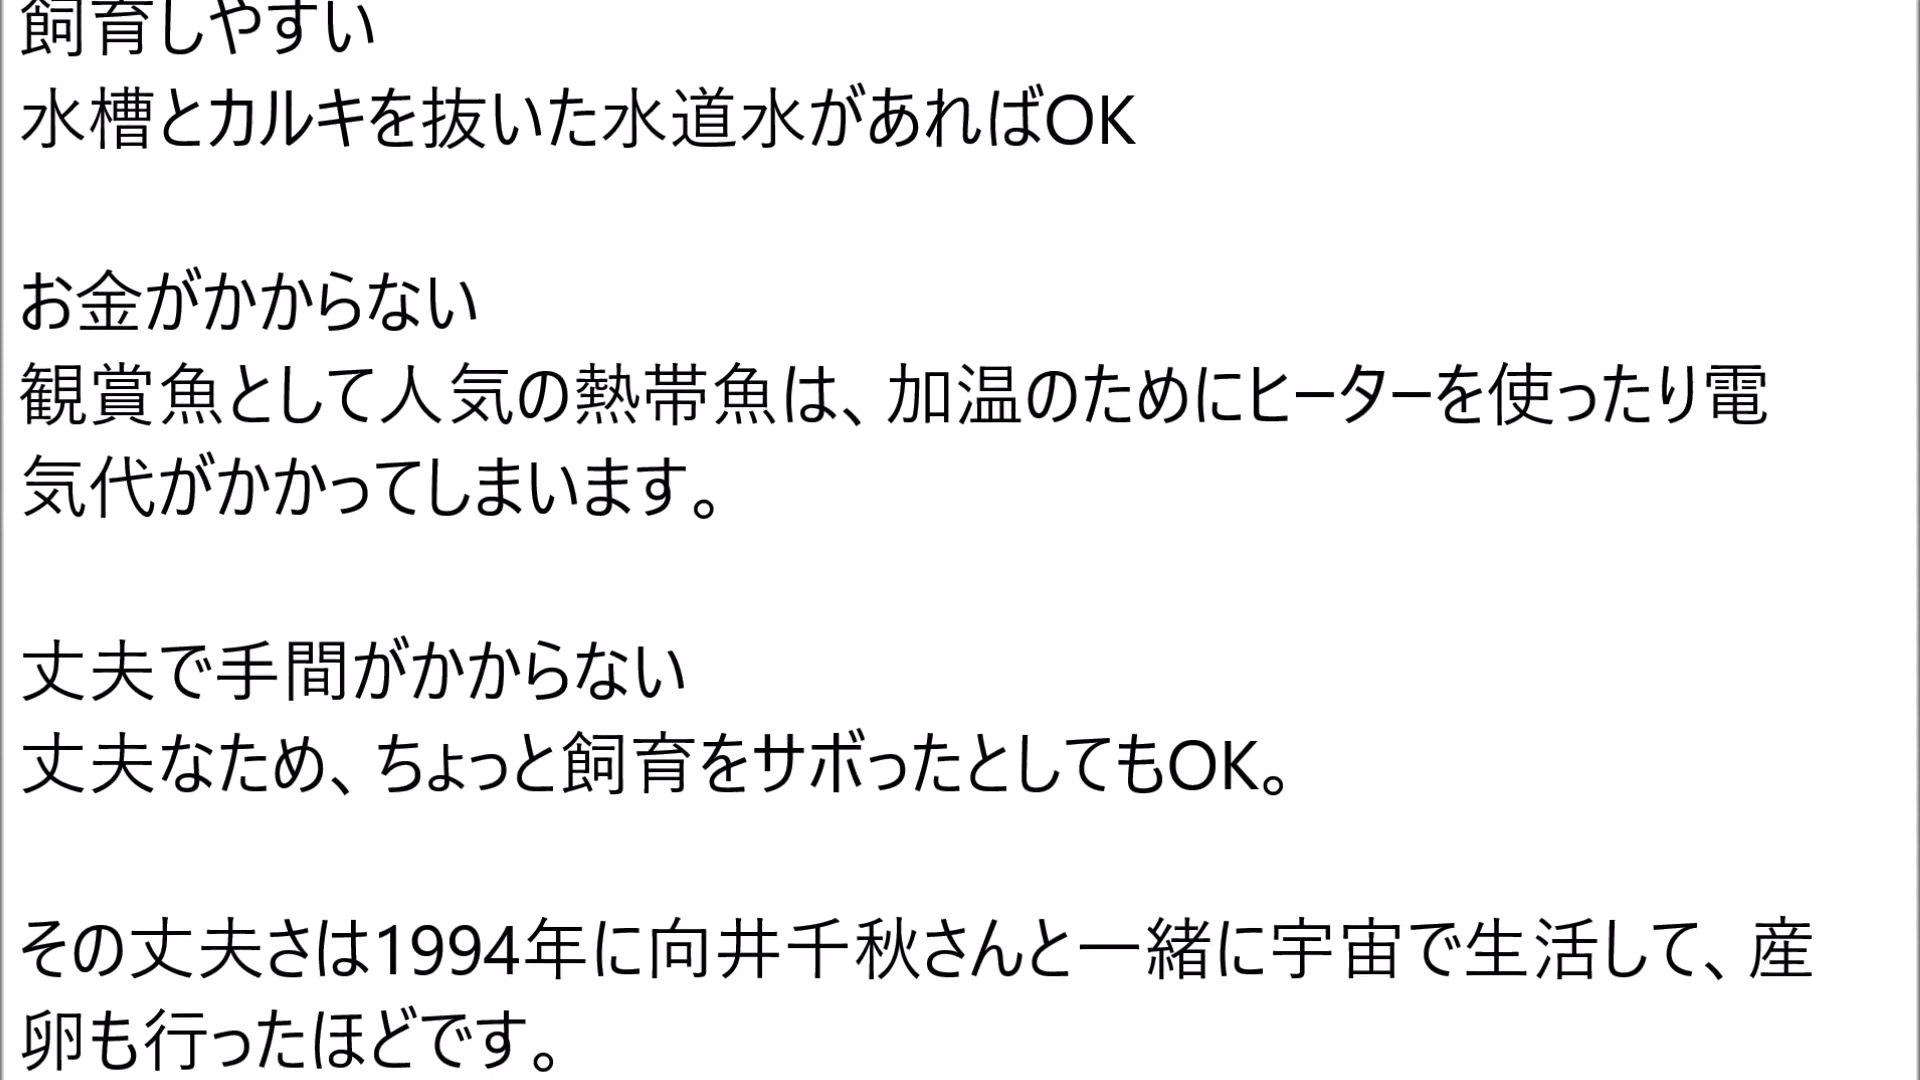 飼育しやすい
水槽とカルキを抜いた水道水があればOK
お金がかからない
観賞魚として人気の熱帯魚は、加温のためにヒーターを使ったり電
気代がかかってしまいます。
丈夫で手間がかからない
丈夫なため、ちょっと飼育をサボったとしてもOK。
その丈夫さは1994年に向井千秋さんと一緒に宇宙で生活して、産
卵も行ったほどです。